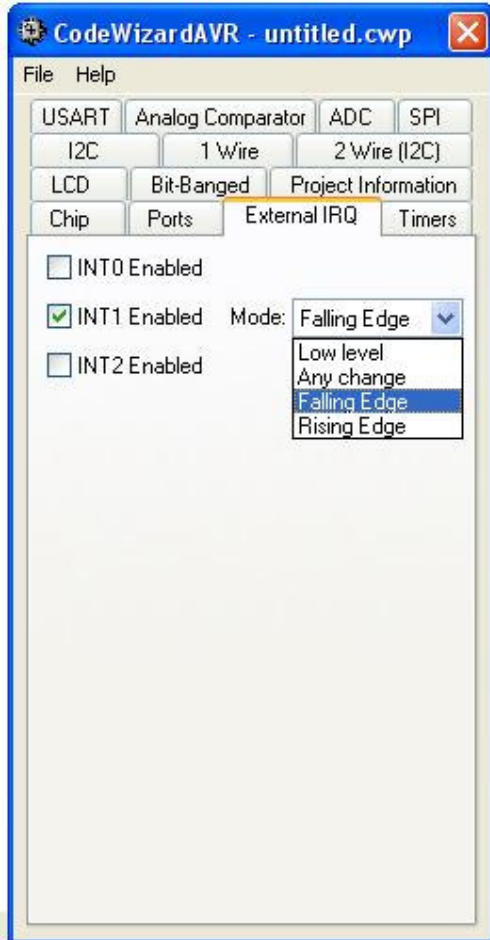 CodeWizardAVR - untitled.cwp
File Help
USART Analog Comparator ADC SPI
I2C 1 Wire 2 Wire (I2C)
LCD Bit-Banged Project Information
Chip Ports External IRQ Timers
INT0 Enabled
INT1 Enabled Mode: Falling Edge
INT2 Enabled
Low level
Any change
Falling Edge
Rising Edge